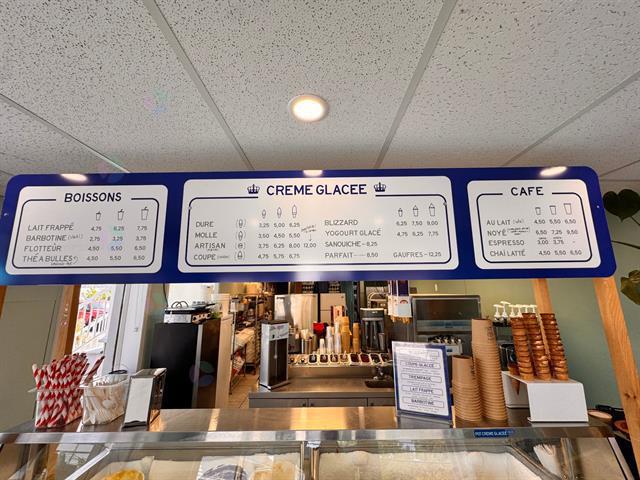 BOISSONS
LAIT FRAPPÉ 4,75 6,25 7,75
BARBOTINE 2,75 3,25 3,75
FLOTTEUR 4,50 5,50 6,50
THÉ A BULLES 4,50 5,50 6,50
CREME GLACEE
DURE 3,25 5,00 6,25
MOLLE 3,50 4,50 5,50
ARTISAN 3,75 6,25 8,00 12,00
COUPE 4,75 5,75 6,75
BLIZZARD 6,25 7,50 9,00
YOGOURT GLACÉ 4,75 6,25 7,75
SANOUICHE - 6,25
PARFAIT 8,50
GAUFRES - 12,25
CAFE
AU LAIT 4,50 5,50 6,50
NOYÉ 6,50 7,25 9,50
ESPRESSO 3,00 3,75 -
CHAÏ LATTÉ 4,50 5,50 6,50
COUPE GLACÉE
TREMPAGE
LAIT FRAPPÉ
BARBOTINE